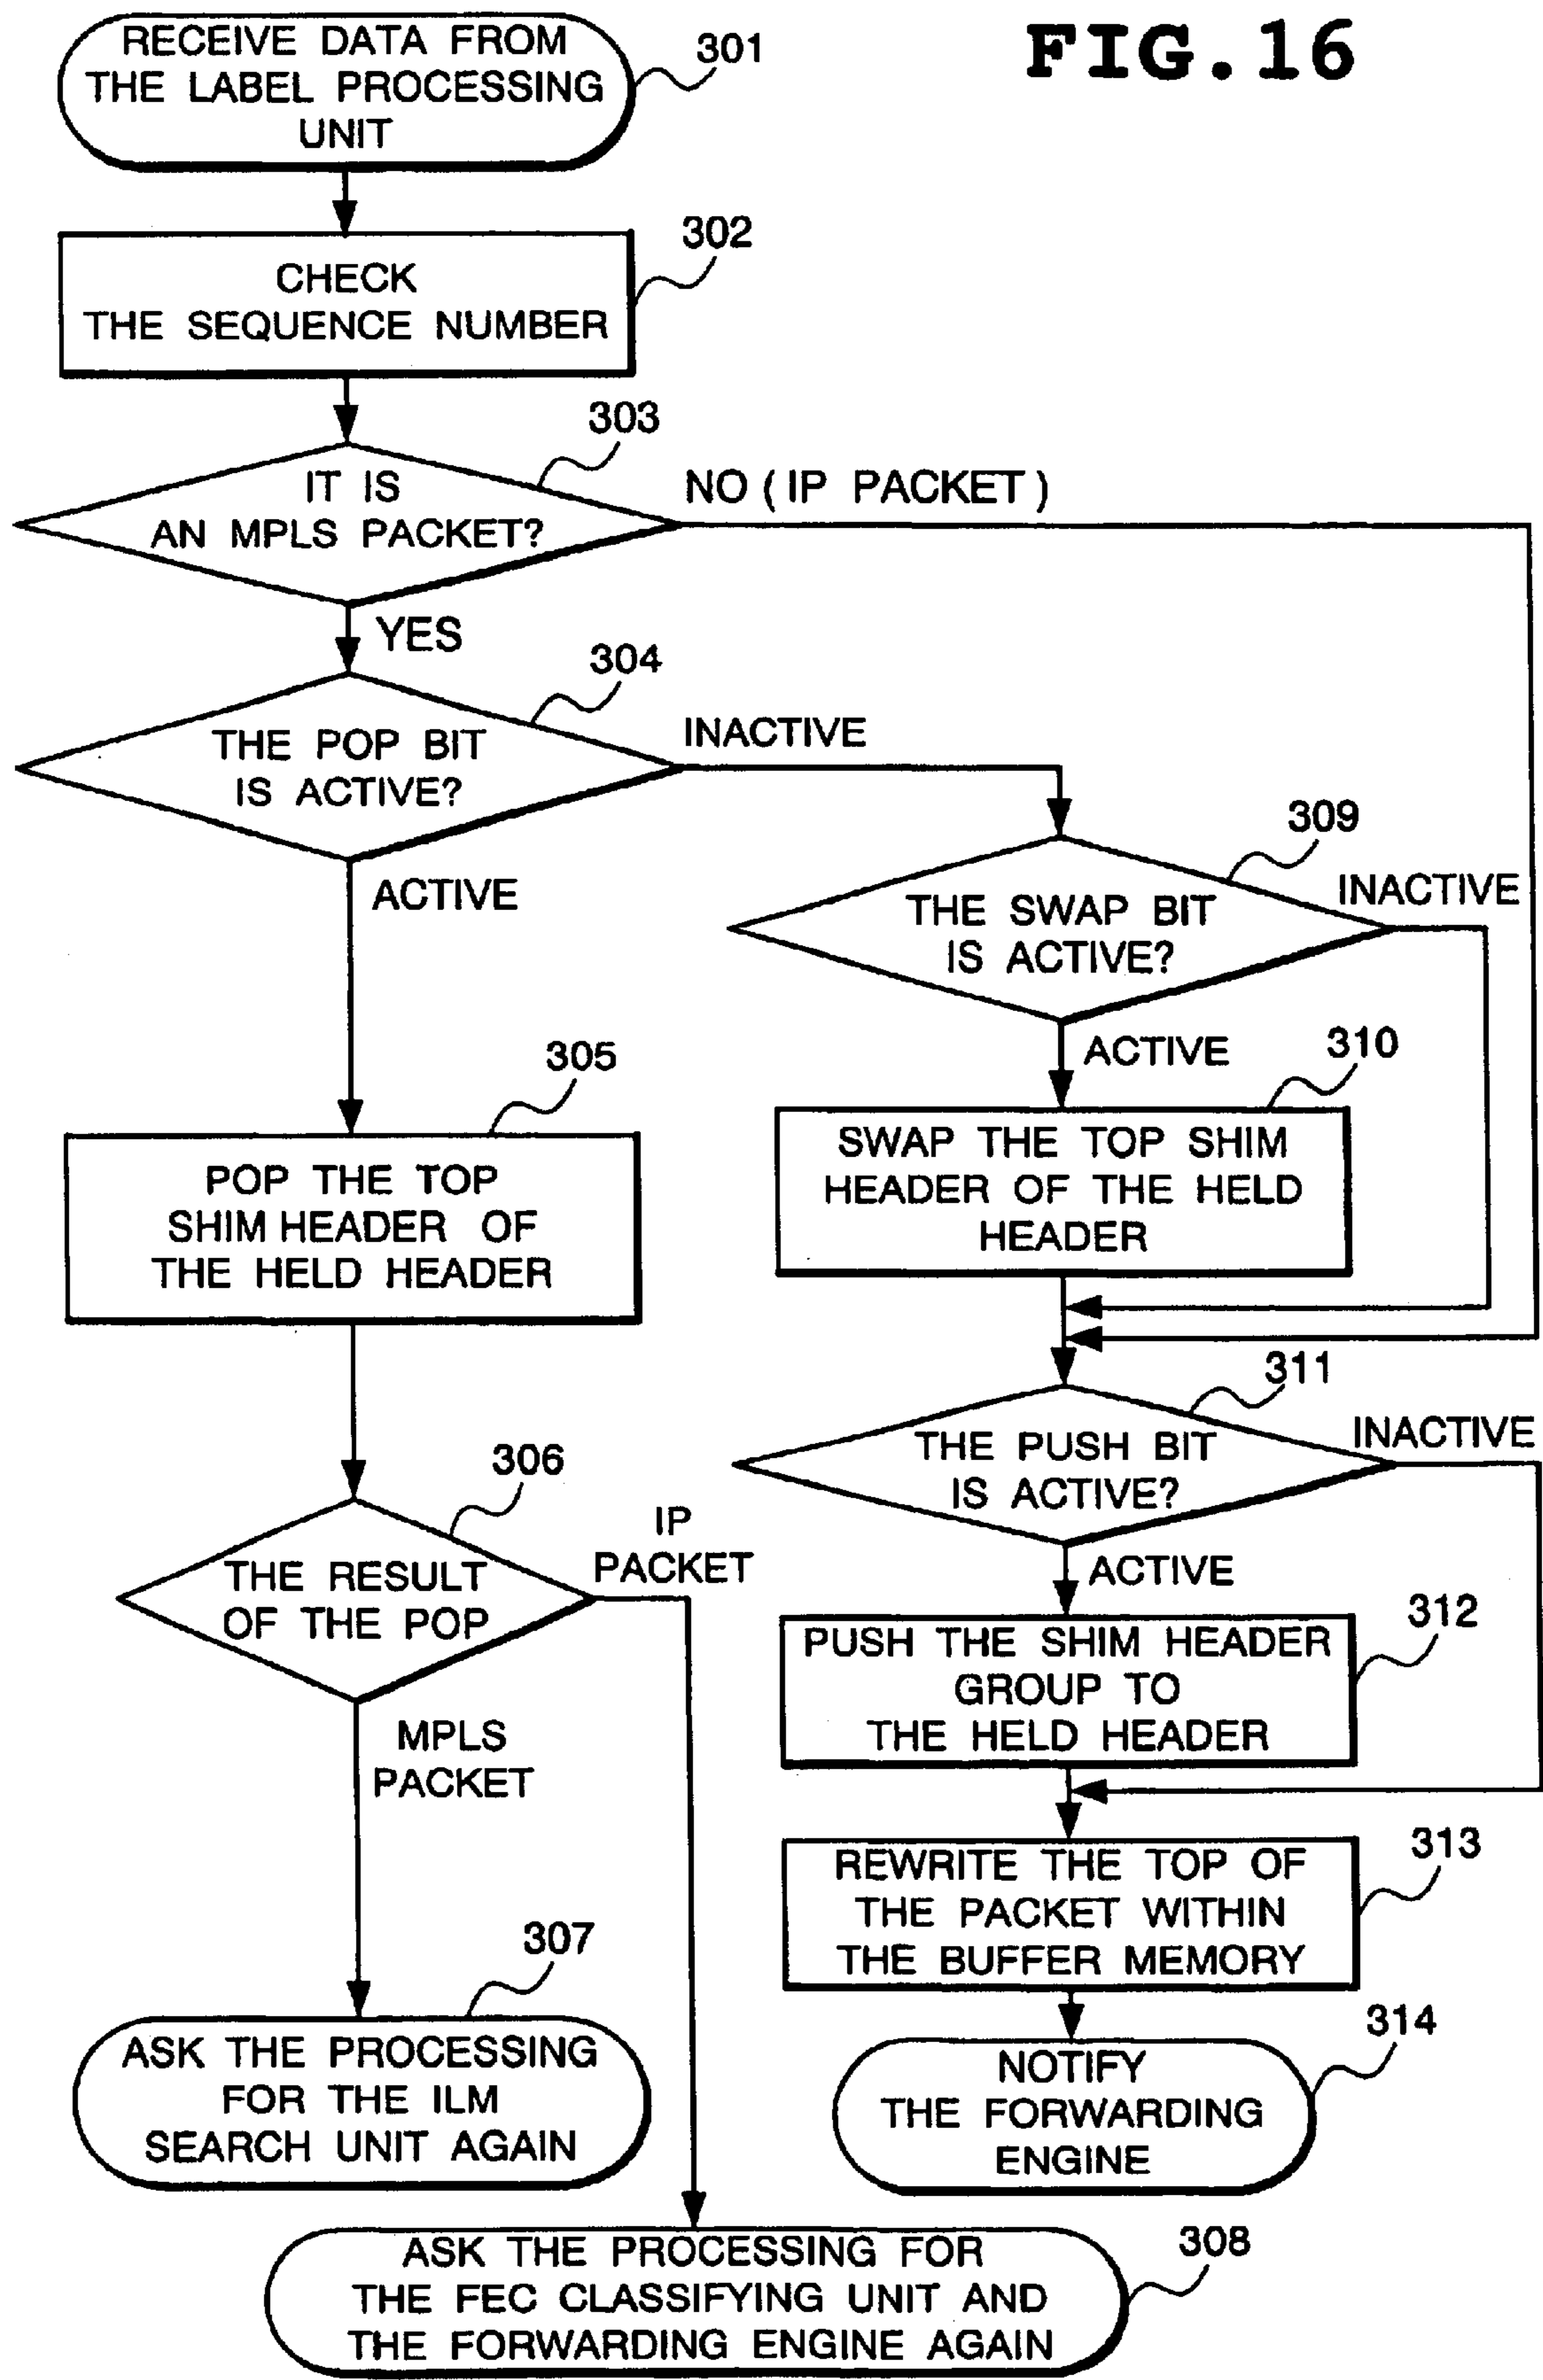 FIG.16
RECEIVE DATA FROM
THE LABEL PROCESSING
UNIT
301
CHECK
THE SEQUENCE NUMBER
302
IT IS
AN MPLS PACKET?
303
NO (IP PACKET)
YES
THE POP BIT
IS ACTIVE?
304
INACTIVE
ACTIVE
THE SWAP BIT
IS ACTIVE?
309
INACTIVE
ACTIVE
POP THE TOP
SHIM HEADER OF
THE HELD HEADER
305
SWAP THE TOP SHIM
HEADER OF THE HELD
HEADER
310
THE PUSH BIT
IS ACTIVE?
311
INACTIVE
ACTIVE
THE RESULT
OF THE POP
306
IP
PACKET
MPLS
PACKET
PUSH THE SHIM HEADER
GROUP TO
THE HELD HEADER
312
REWRITE THE TOP OF
THE PACKET WITHIN
THE BUFFER MEMORY
313
ASK THE PROCESSING
FOR THE ILM
SEARCH UNIT AGAIN
307
NOTIFY
THE FORWARDING
ENGINE
314
ASK THE PROCESSING FOR
THE FEC CLASSIFYING UNIT AND
THE FORWARDING ENGINE AGAIN
308